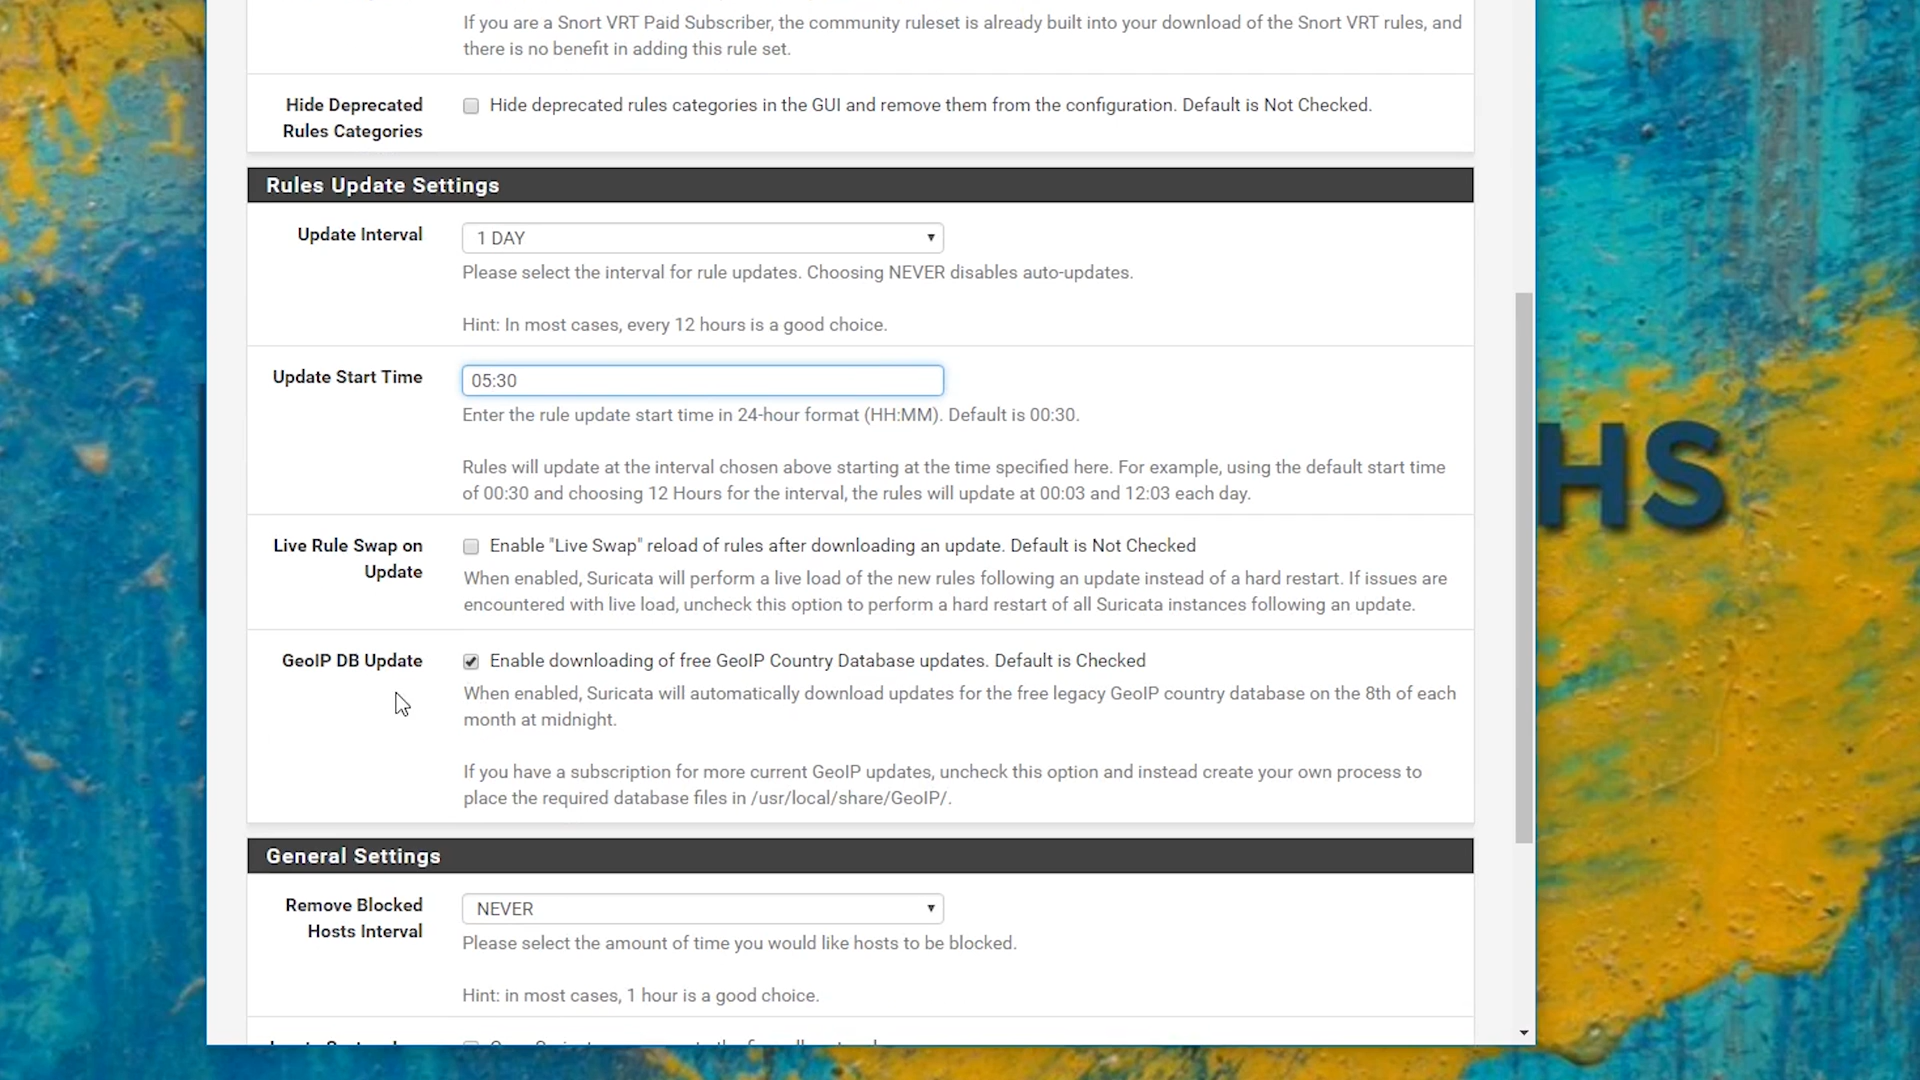 If you are a Snort VRT Paid Subscriber, the community ruleset is already built into your download of the Snort VRT rules, and
there is no benefit in adding this rule set.
Hide Deprecated
Rules Categories
Hide deprecated rules categories in the GUI and remove them from the configuration. Default is Not Checked.
Rules Update Settings
Update Interval
1 DAY
Please select the interval for rule updates. Choosing NEVER disables auto-updates.
Hint: In most cases, every 12 hours is a good choice.
Update Start Time
05:30
Enter the rule update start time in 24-hour format (HH:MM). Default is 00:30.
Rules will update at the interval chosen above starting at the time specified here. For example, using the default start time
of 00:30 and choosing 12 Hours for the interval, the rules will update at 00:03 and 12:03 each day.
HS
Live Rule Swap on
Update
Enable "Live Swap" reload of rules after downloading an update. Default is Not Checked
When enabled, Suricata will perform a live load of the new rules following an update instead of a hard restart. If issues are
encountered with live load, uncheck this option to perform a hard restart of all Suricata instances following an update.
GeoIP DB Update
Enable downloading of free GeoIP Country Database updates. Default is Checked
When enabled, Suricata will automatically download updates for the free legacy GeoIP country database on the 8th of each
month at midnight.
If you have a subscription for more current GeoIP updates, uncheck this option and instead create your own process to
place the required database files in /usr/local/share/GeoIP/.
General Settings
Remove Blocked
Hosts Interval
NEVER
Please select the amount of time you would like hosts to be blocked.
Hint: in most cases, 1 hour is a good choice.